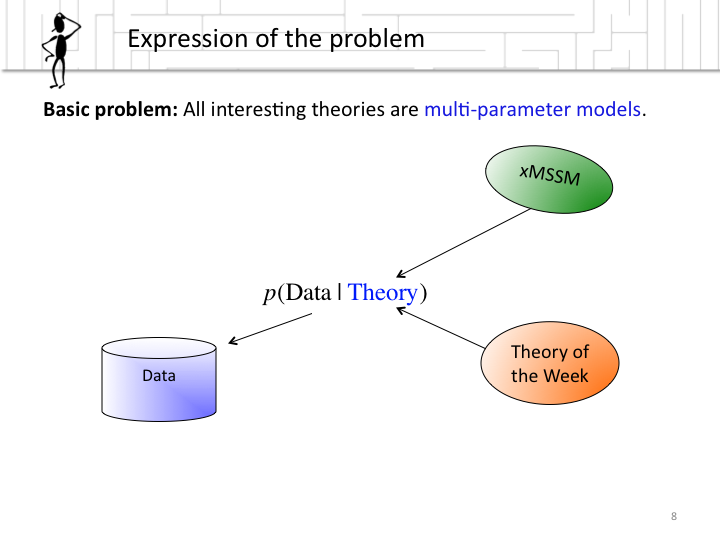 Expression of the problem
Basic problem: All interesting theories are multi-parameter models.
xMSSM
p(Data | Theory)
Theory of
the Week
Data
8